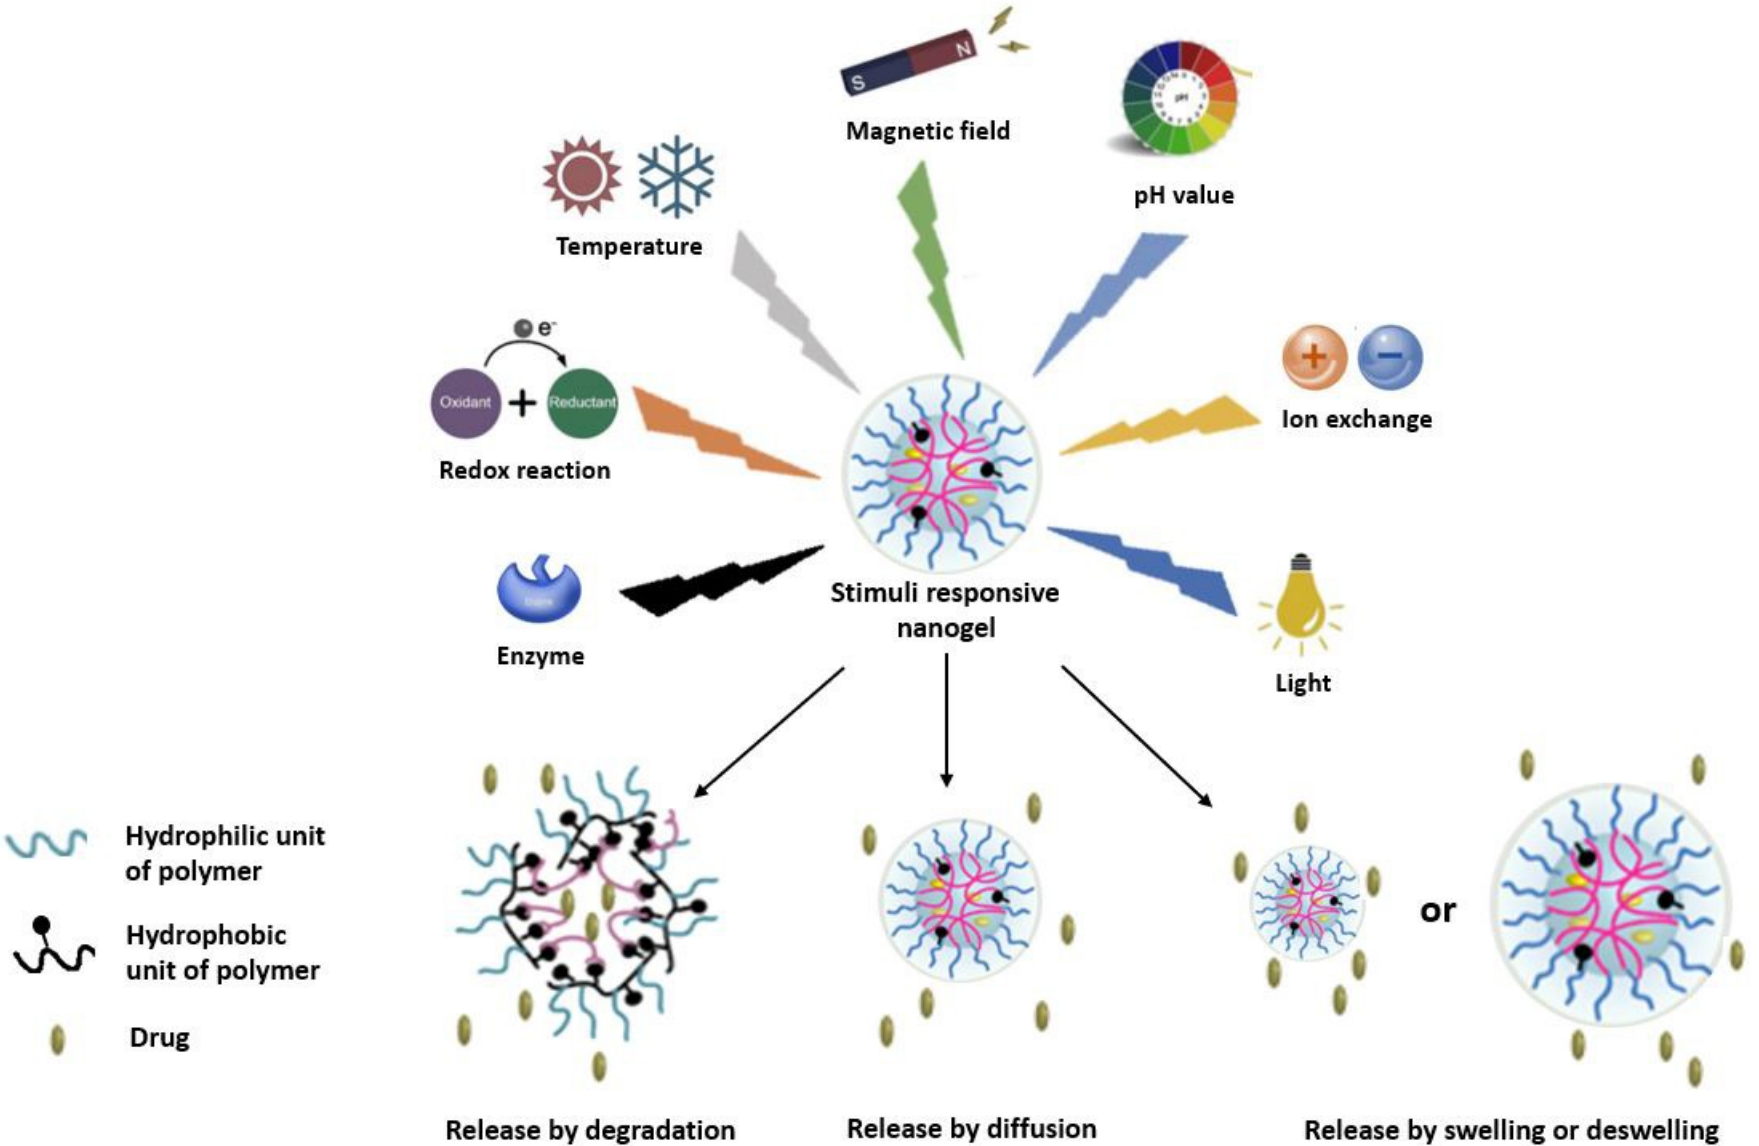 S
N
Magnetic field
pH
pH value
Temperature
e-
Oxidant
+
Reductant
Redox reaction
+
−
Ion exchange
Enzyme
Light
Stimuli responsive
nanogel
Hydrophilic unit
of polymer
Hydrophobic
unit of polymer
Drug
or
Release by degradation
Release by diffusion
Release by swelling or deswelling